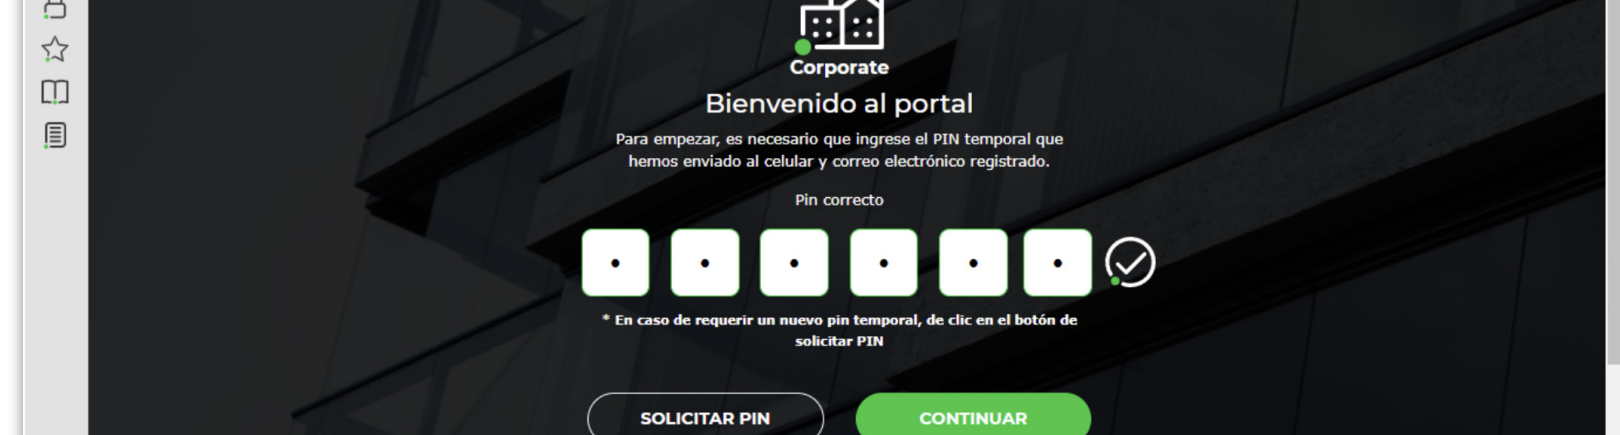 Corporate
Bienvenido al portal
Para empezar, es necesario que ingrese el PIN temporal que
hemos enviado al celular y correo electrónico registrado.
Pin correcto
* En caso de requerir un nuevo pin temporal, de clic en el botón de
solicitar PIN
SOLICITAR PIN
CONTINUAR